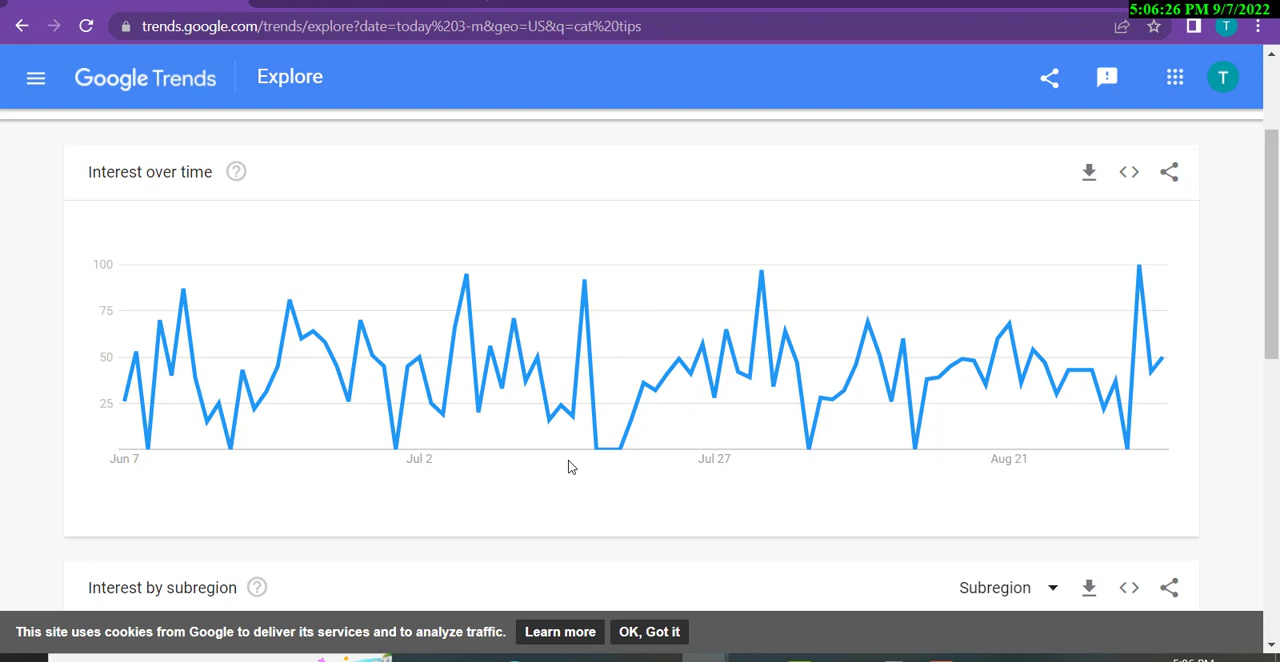 5:06:26 PM 9/7/2022
trends.google.com/trends/explore?date=today%203-m&geo=US&q=cat%20tips
T
Google Trends
Explore
T
Interest over time
100
75
50
25
Jun 7
Jul 2
Jul 27
Aug 21
Interest by subregion
Subregion
This site uses cookies from Google to deliver its services and to analyze traffic.
Learn more
OK, Got it